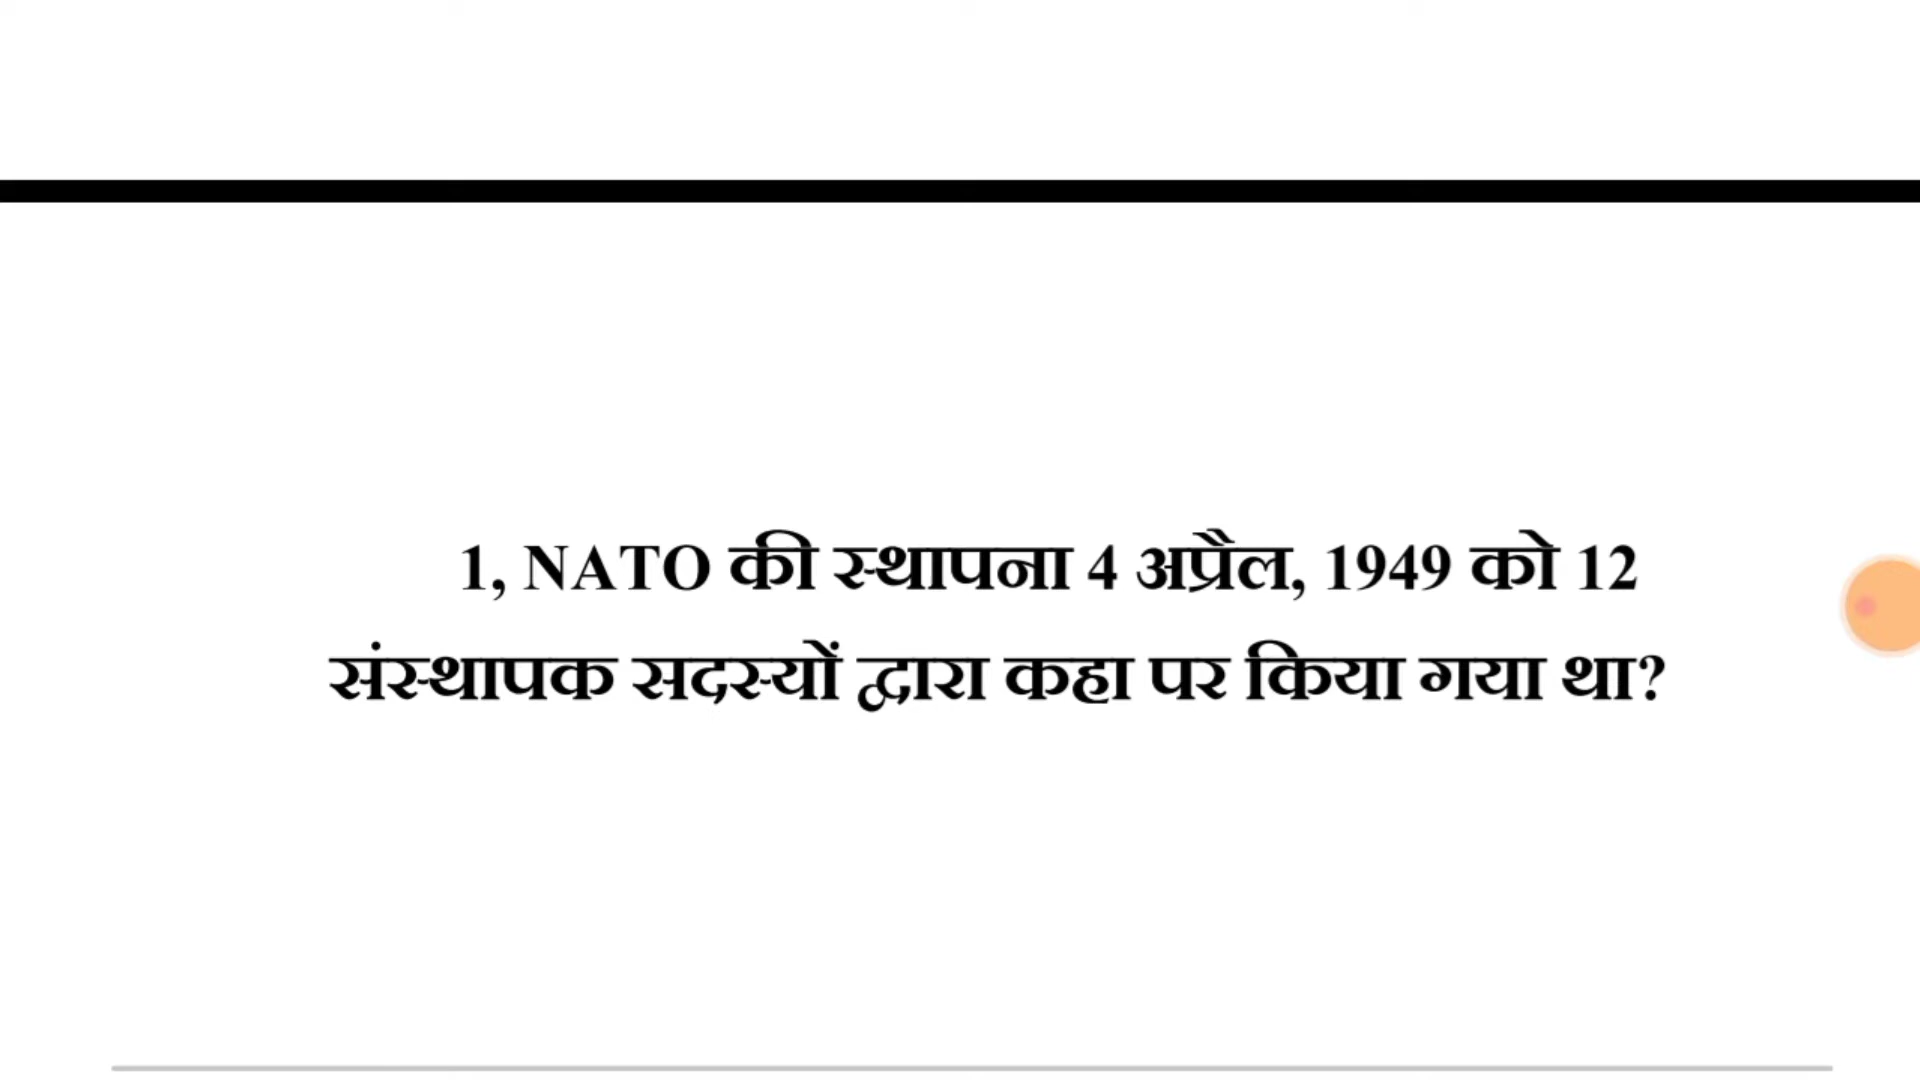 1, NATO की स्थापना 4 अप्रैल, 1949 को 12
संस्थापक सदस्यों द्वारा कहा पर किया गया था?